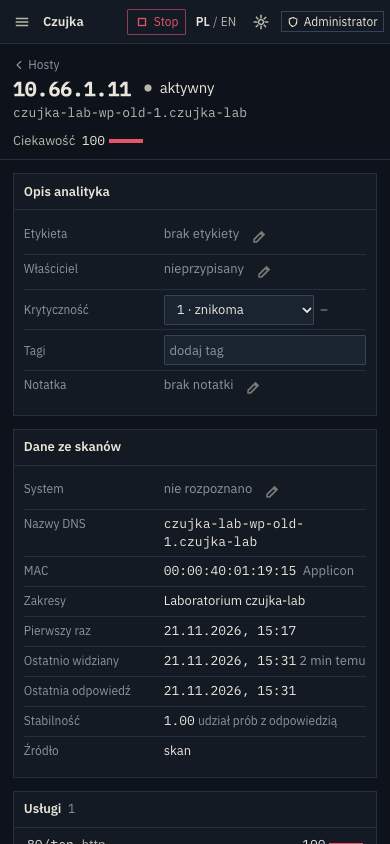 Czujka
Stop
PL / EN
Administrator
Hosty
10.66.1.11 aktywny
czujka-lab-wp-old-1.czujka-lab
Ciekawość 100
Opis analityka
Etykieta brak etykiety
Właściciel nieprzypisany
Krytyczność 1 · znikoma –
Tagi dodaj tag
Notatka brak notatki
Dane ze skanów
System nie rozpoznano
Nazwy DNS czujka-lab-wp-old-
1.czujka-lab
MAC 00:00:40:01:19:15 Applicon
Zakresy Laboratorium czujka-lab
Pierwszy raz 21.11.2026, 15:17
Ostatnio widziany 21.11.2026, 15:31 2 min temu
Ostatnia odpowiedź 21.11.2026, 15:31
Stabilność 1.00 udział prób z odpowiedzią
Źródło skan
Usługi 1
80/tcp http 100